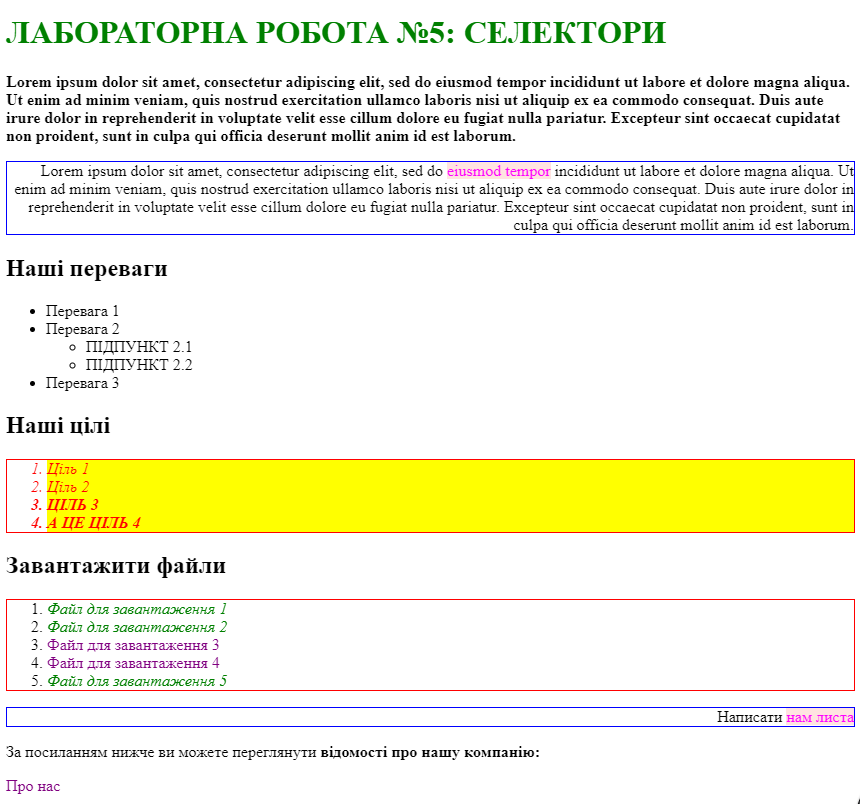 ЛАБОРАТОРНА РОБОТА №5: СЕЛЕКТОРИ
Lorem ipsum dolor sit amet, consectetur adipiscing elit, sed do eiusmod tempor incididunt ut labore et dolore magna aliqua.
Ut enim ad minim veniam, quis nostrud exercitation ullamco laboris nisi ut aliquip ex ea commodo consequat. Duis aute
irure dolor in reprehenderit in voluptate velit esse cillum dolore eu fugiat nulla pariatur. Excepteur sint occaecat cupidatat
non proident, sunt in culpa qui officia deserunt mollit anim id est laborum.
Lorem ipsum dolor sit amet, consectetur adipiscing elit, sed do eiusmod tempor incididunt ut labore et dolore magna aliqua. Ut
enim ad minim veniam, quis nostrud exercitation ullamco laboris nisi ut aliquip ex ea commodo consequat. Duis aute irure dolor in
reprehenderit in voluptate velit esse cillum dolore eu fugiat nulla pariatur. Excepteur sint occaecat cupidatat non proident, sunt in
culpa qui officia deserunt mollit anim id est laborum.
Наші переваги
• Перевага 1
• Перевага 2
◦ ПІДПУНКТ 2.1
◦ ПІДПУНКТ 2.2
• Перевага 3
Наші цілі
1. Ціль 1
2. Ціль 2
3. ЦІЛЬ 3
4. А ЦЕ ЦІЛЬ 4
Завантажити файли
1. Файл для завантаження 1
2. Файл для завантаження 2
3. Файл для завантаження 3
4. Файл для завантаження 4
5. Файл для завантаження 5
Написати нам листа
За посиланням нижче ви можете переглянути відомості про нашу компанію:
Про нас